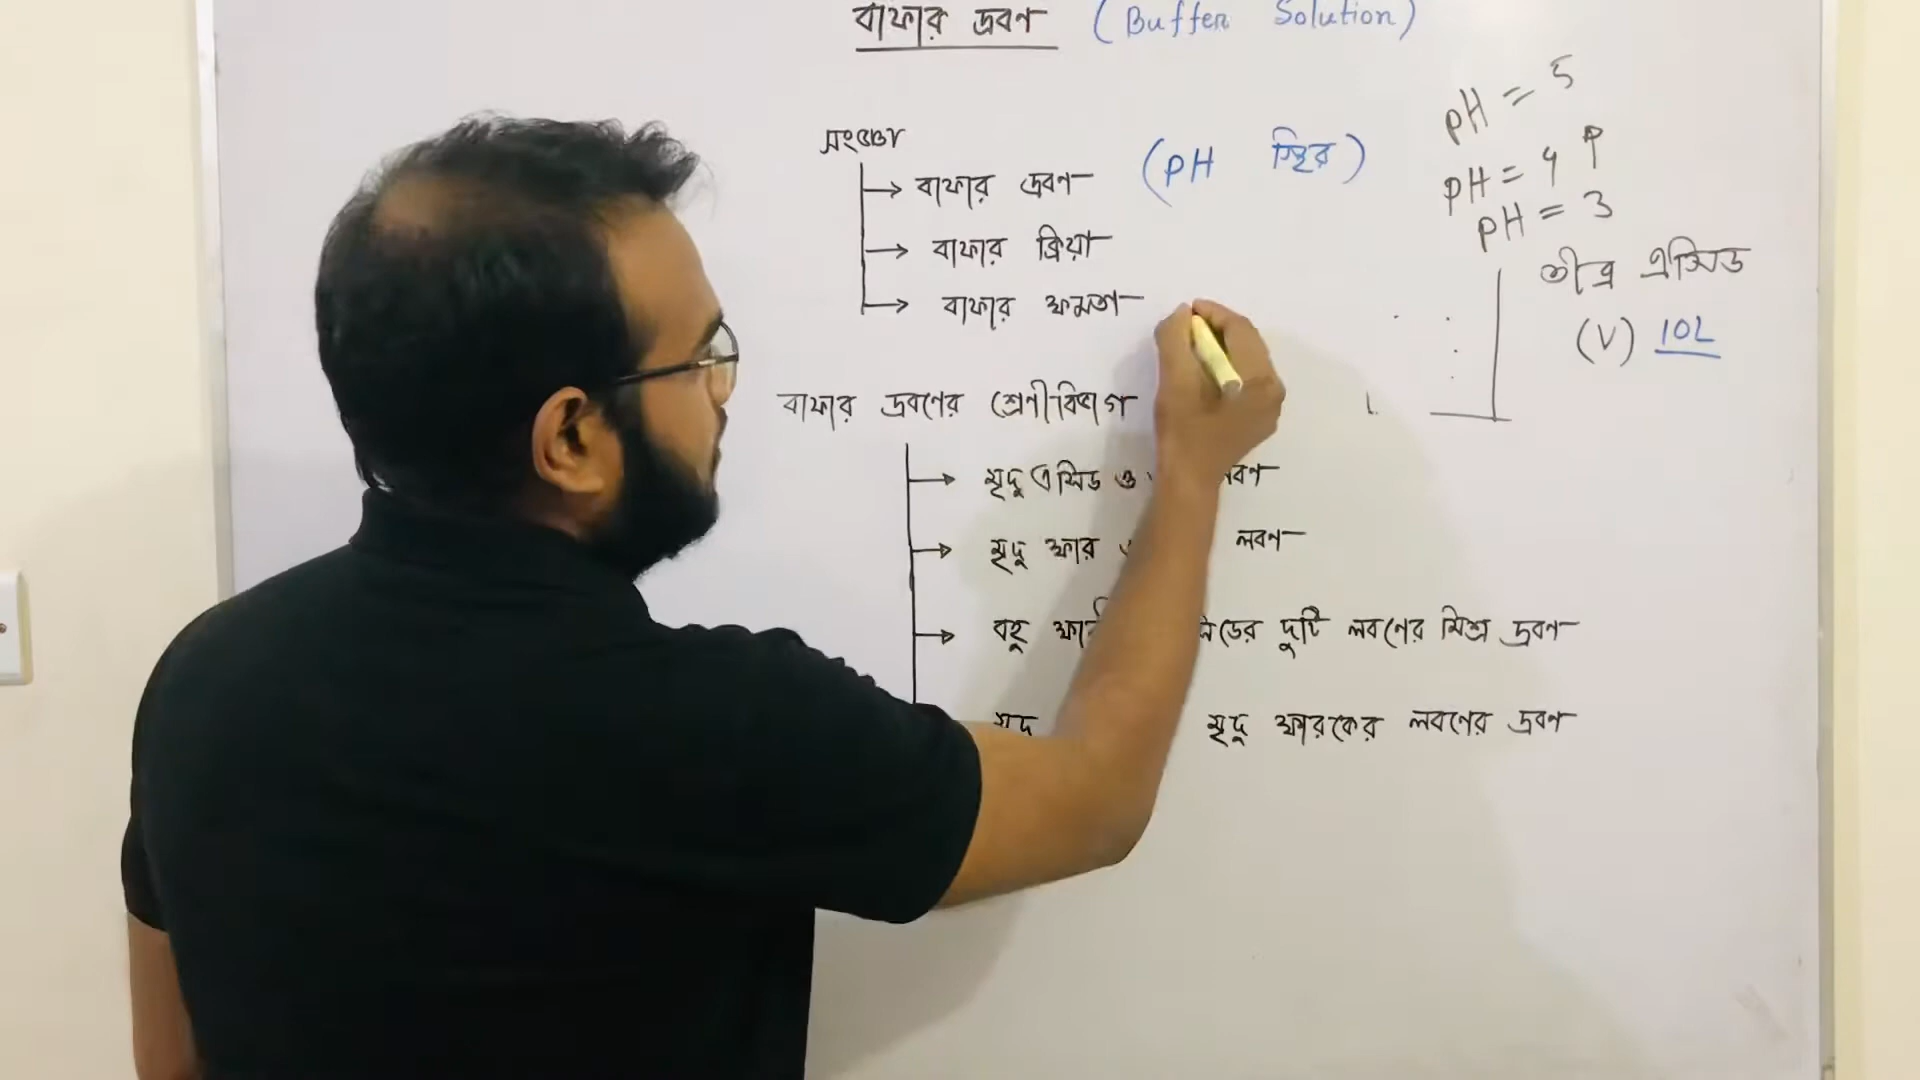 বাফার দ্রবণ (Buffer Solution)
সংজ্ঞা
বাফার দ্রবণ (PH স্থির)
বাফার ক্রিয়া
বাফার ক্ষমতা
pH = 5
pH = 4 ↑
pH = 3
তীব্র এসিড
(V) 10L
বাফার দ্রবণের শ্রেণীবিভাগ
মৃদু এসিড ও
মৃদু ক্ষার লবণ
বহু দুটি লবণের মিশ্র দ্রবণ
মৃদু ক্ষারকের লবণের দ্রবণ